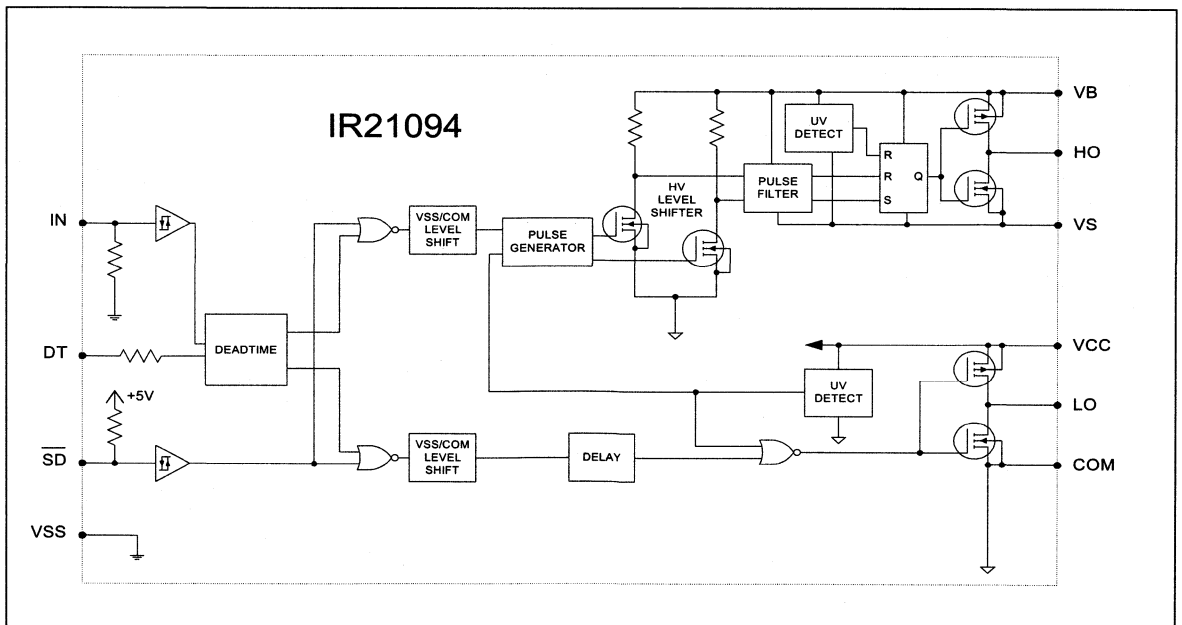 IR21094
VB
UV
DETECT
HO
R
R
Q
S
PULSE
FILTER
HV
LEVEL
SHIFTER
VS
IN
VSS/COM
LEVEL
SHIFT
PULSE
GENERATOR
DEADTIME
DT
VCC
UV
DETECT
+5V
LO
SD
VSS/COM
LEVEL
SHIFT
DELAY
COM
VSS